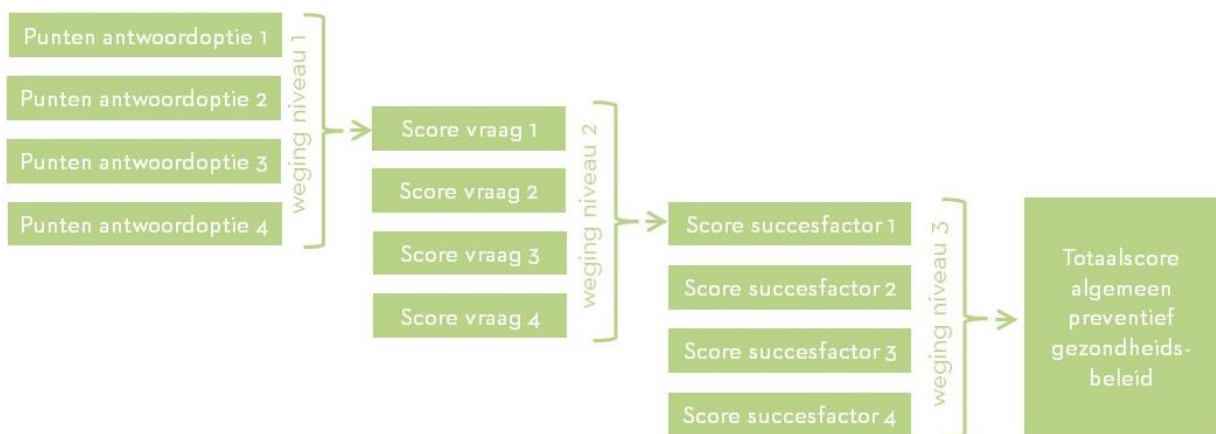 Punten antwoordoptie 1
Punten antwoordoptie 2
Punten antwoordoptie 3
Punten antwoordoptie 4
weging niveau 1
Score vraag 1
Score vraag 2
Score vraag 3
Score vraag 4
weging niveau 2
Score succesfactor 1
Score succesfactor 2
Score succesfactor 3
Score succesfactor 4
weging niveau 3
Totaalscore
algemeen
preventief
gezondheids-
beleid